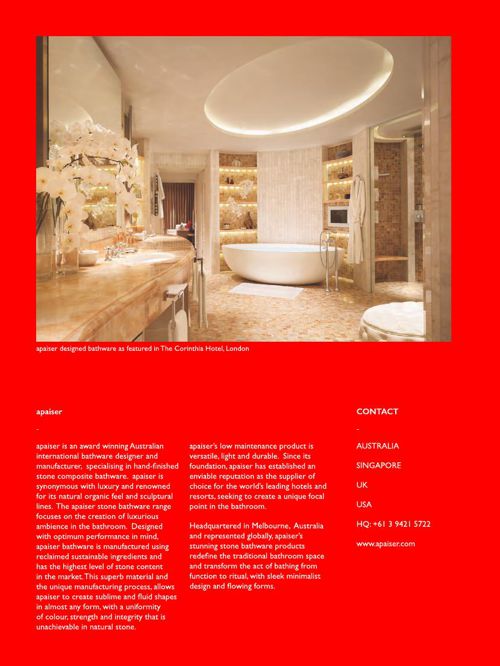 apaiser designed bathware as featured in The Corinthia Hotel, London
apaiser
-
apaiser is an award winning Australian
international bathware designer and
manufacturer, specialising in hand-finished
stone composite bathware. apaiser is
synonymous with luxury and renowned
for its natural organic feel and sculptural
lines. The apaiser stone bathware range
focuses on the creation of luxurious
ambience in the bathroom. Designed
with optimum performance in mind,
apaiser bathware is manufactured using
reclaimed sustainable ingredients and
has the highest level of stone content
in the market. This superb material and
the unique manufacturing process, allows
apaiser to create sublime and fluid shapes
in almost any form, with a uniformity
of colour, strength and integrity that is
unachievable in natural stone.
apaiser's low maintenance product is
versatile, light and durable. Since its
foundation, apaiser has established an
enviable reputation as the supplier of
choice for the world's leading hotels and
resorts, seeking to create a unique focal
point in the bathroom.
Headquartered in Melbourne, Australia
and represented globally, apaiser's
stunning stone bathware products
redefine the traditional bathroom space
and transform the act of bathing from
function to ritual, with sleek minimalist
design and flowing forms.
CONTACT
-
AUSTRALIA
SINGAPORE
UK
USA
HQ: +61 3 9421 5722
www.apaiser.com